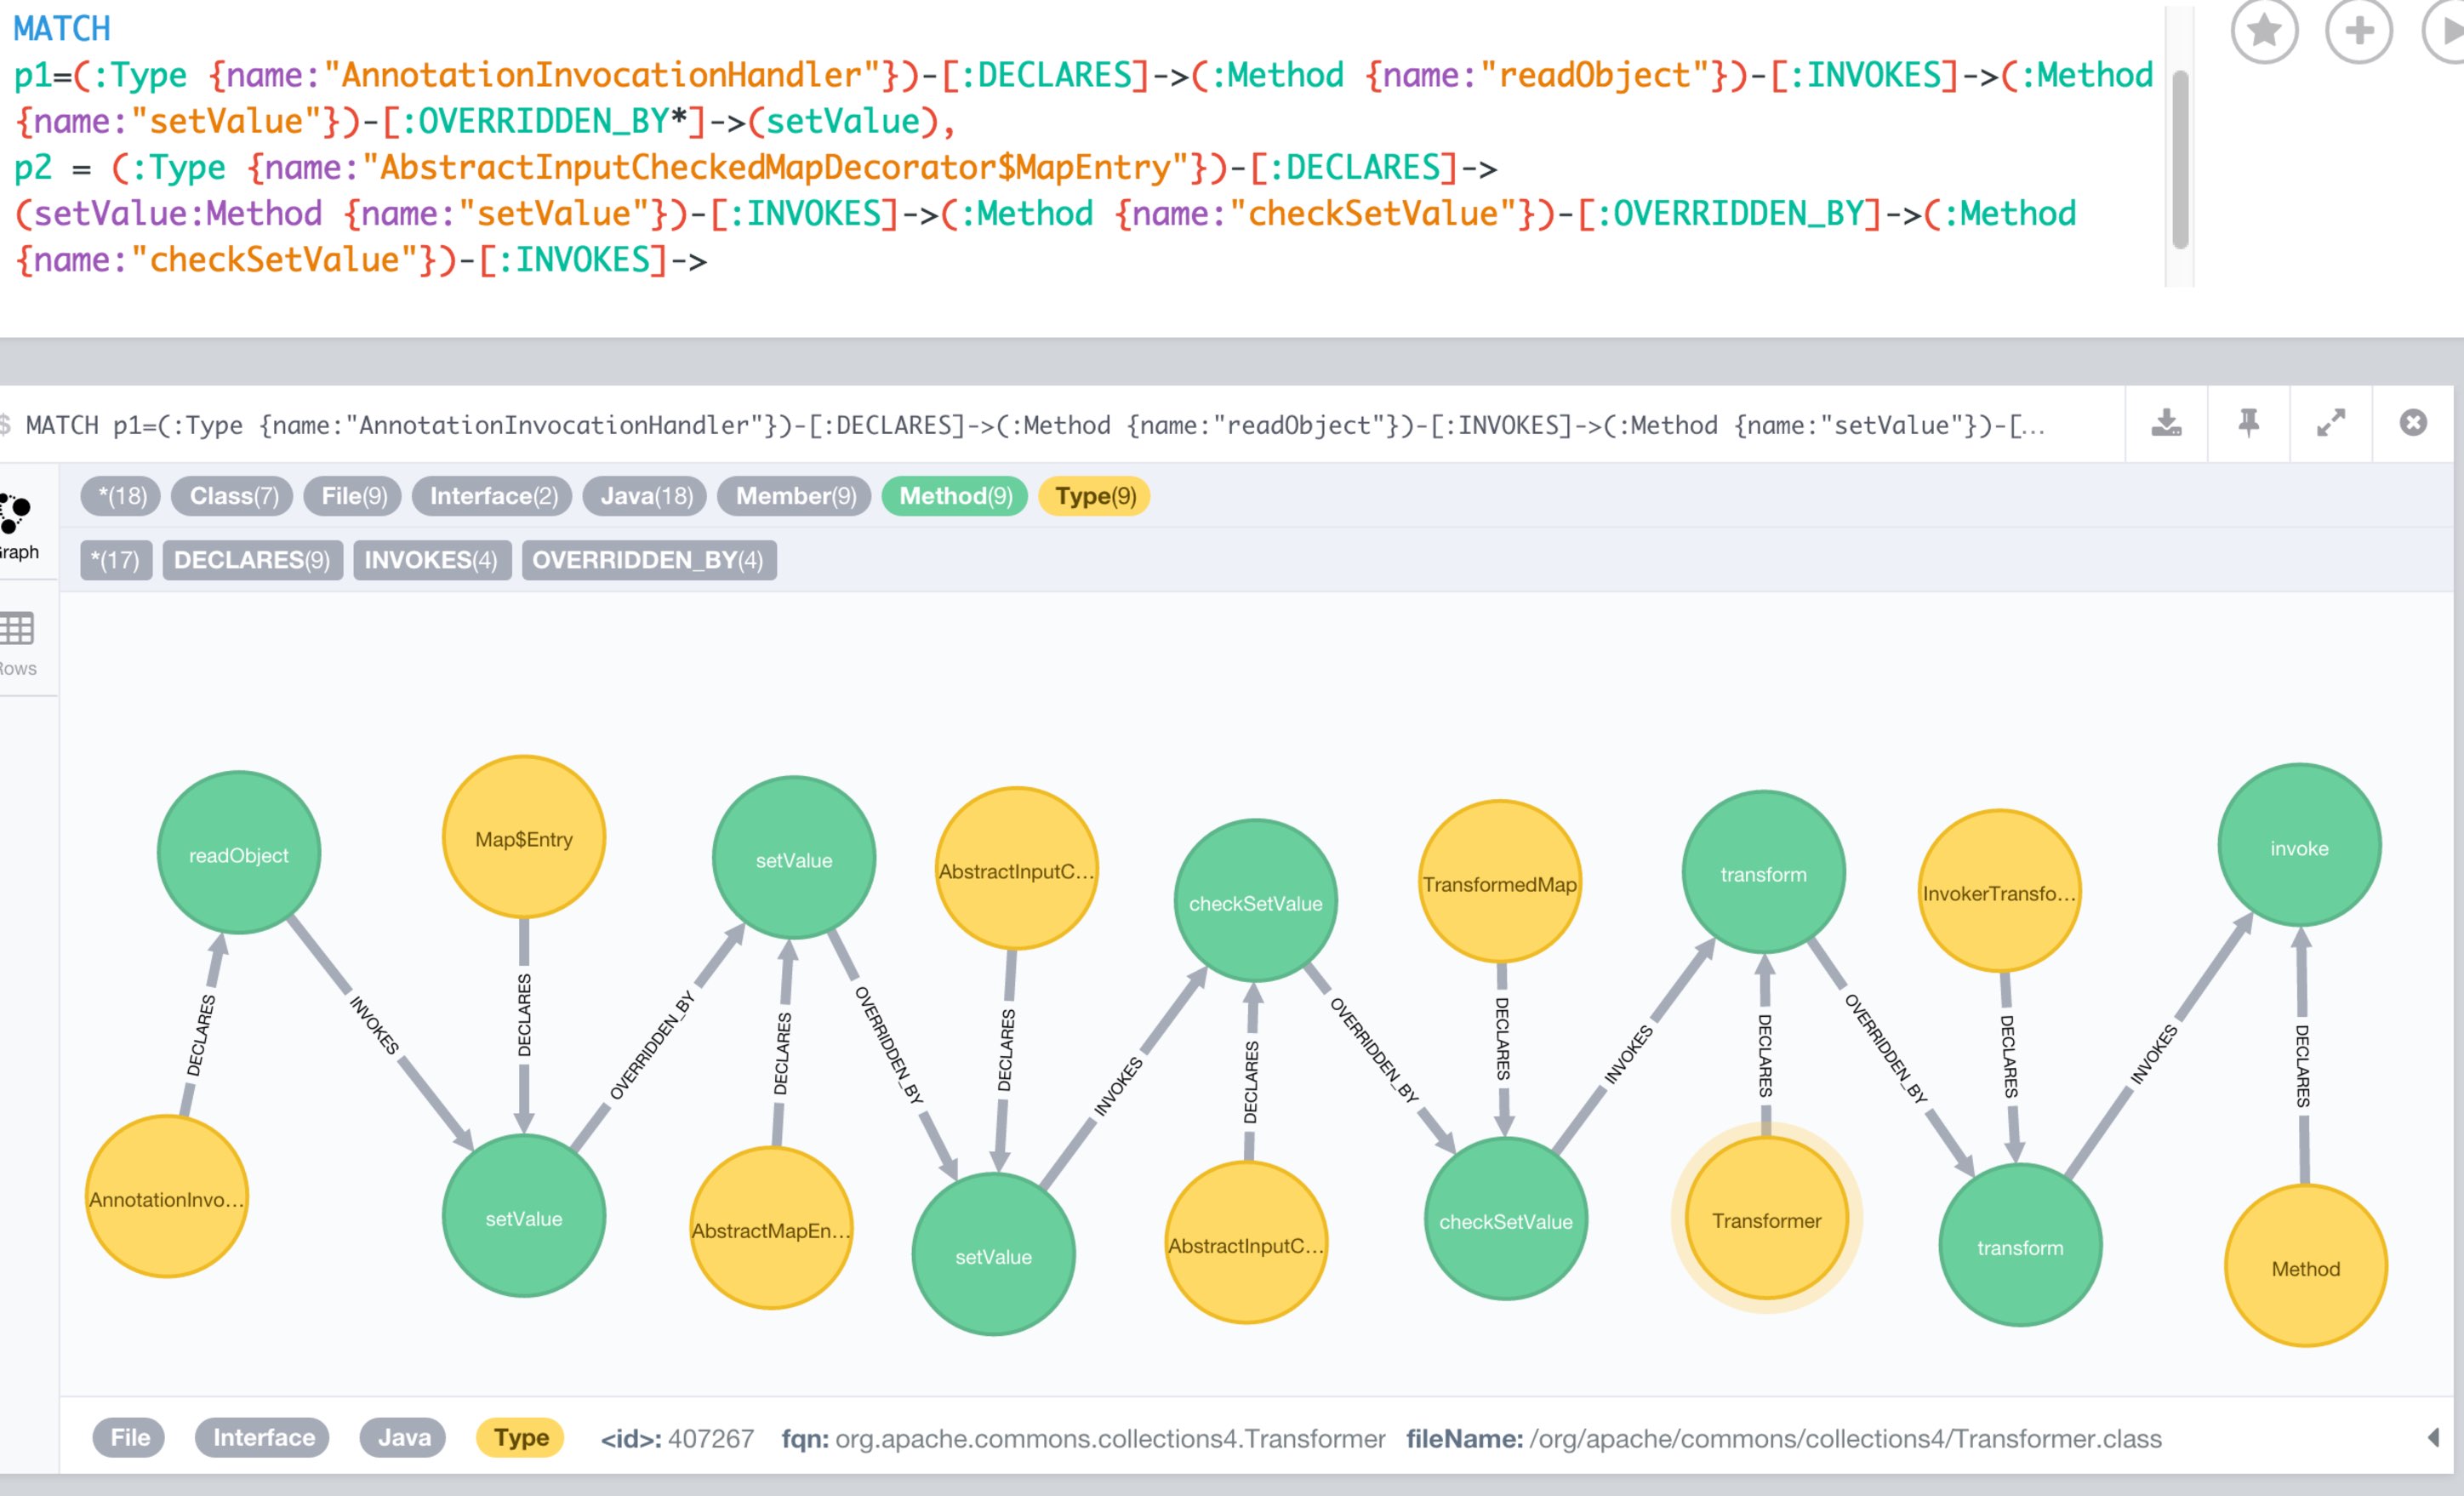 MATCH
p1=(:Type {name:"AnnotationInvocationHandler"})-[:DECLARES]->(:Method {name:"readObject"})-[:INVOKES]->(:Method
{name:"setValue"})-[:OVERRIDDEN_BY*]->(setValue),
p2 = (:Type {name:"AbstractInputCheckedMapDecorator$MapEntry"})-[:DECLARES]->
(setValue:Method {name:"setValue"})-[:INVOKES]->(:Method {name:"checkSetValue"})-[:OVERRIDDEN_BY]->(:Method
{name:"checkSetValue"})-[:INVOKES]->
$ MATCH p1=(:Type {name:"AnnotationInvocationHandler"})-[:DECLARES]->(:Method {name:"readObject"})-[:INVOKES]->(:Method {name:"setValue"})-[…
*(18) Class(7) File(9) Interface(2) Java(18) Member(9) Method(9) Type(9)
raph
*(17) DECLARES(9) INVOKES(4) OVERRIDDEN_BY(4)
Rows
readObject
Map$Entry
setValue
AbstractInputC…
checkSetValue
TransformedMap
transform
InvokerTransfo…
invoke
DECLARES
INVOKES
DECLARES
OVERRIDDEN_BY
DECLARES
OVERRIDDEN_BY
DECLARES
INVOKES
DECLARES
OVERRIDDEN_BY
DECLARES
INVOKES
DECLARES
OVERRIDDEN_BY
DECLARES
INVOKES
DECLARES
AnnotationInvo…
setValue
AbstractMapEn…
setValue
AbstractInputC…
checkSetValue
Transformer
transform
Method
File Interface Java Type <id>: 407267 fqn: org.apache.commons.collections4.Transformer fileName: /org/apache/commons/collections4/Transformer.class